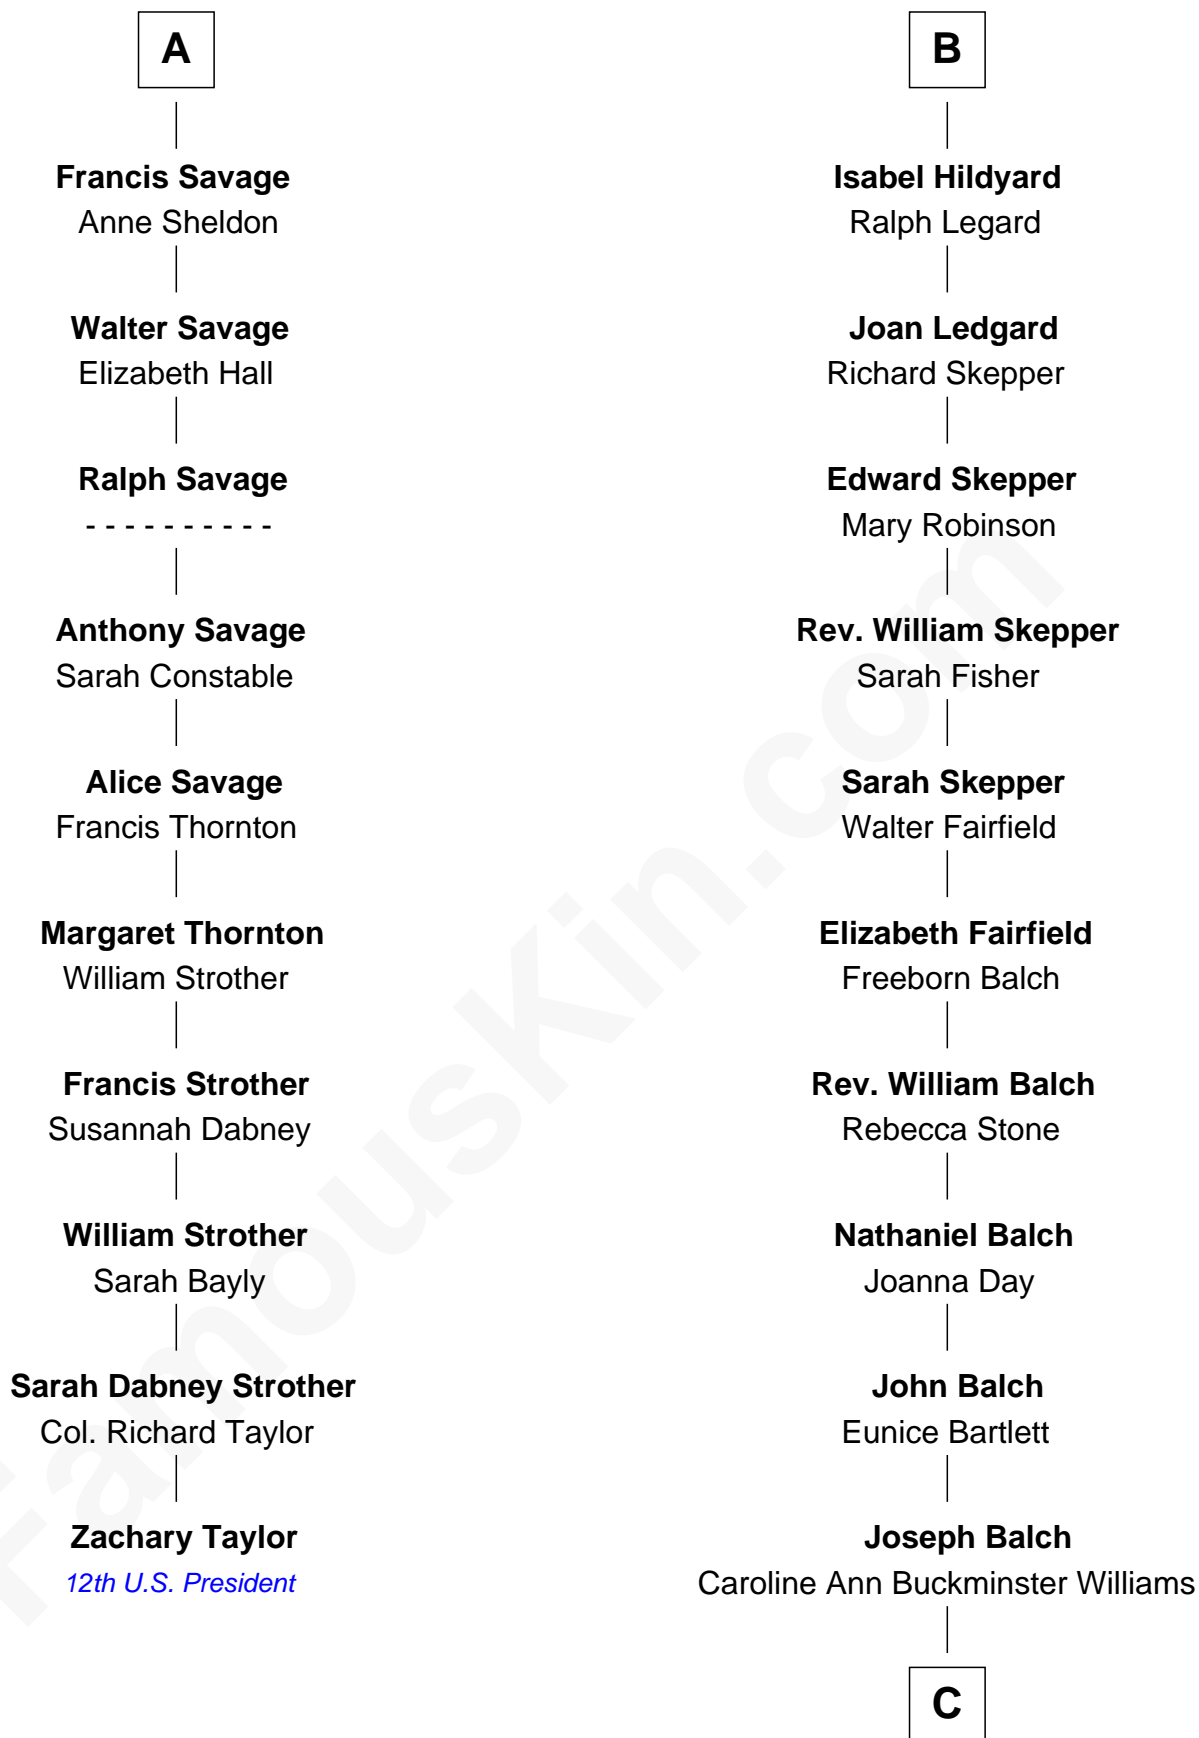 A
Francis Savage
Anne Sheldon
Walter Savage
Elizabeth Hall
Ralph Savage
- - - - - - - - - -
Anthony Savage
Sarah Constable
Alice Savage
Francis Thornton
Margaret Thornton
William Strother
Francis Strother
Susannah Dabney
William Strother
Sarah Bayly
Sarah Dabney Strother
Col. Richard Taylor
Zachary Taylor
12th U.S. President
B
Isabel Hildyard
Ralph Legard
Joan Ledgard
Richard Skepper
Edward Skepper
Mary Robinson
Rev. William Skepper
Sarah Fisher
Sarah Skepper
Walter Fairfield
Elizabeth Fairfield
Freeborn Balch
Rev. William Balch
Rebecca Stone
Nathaniel Balch
Joanna Day
John Balch
Eunice Bartlett
Joseph Balch
Caroline Ann Buckminster Williams
C
FamousKin.com